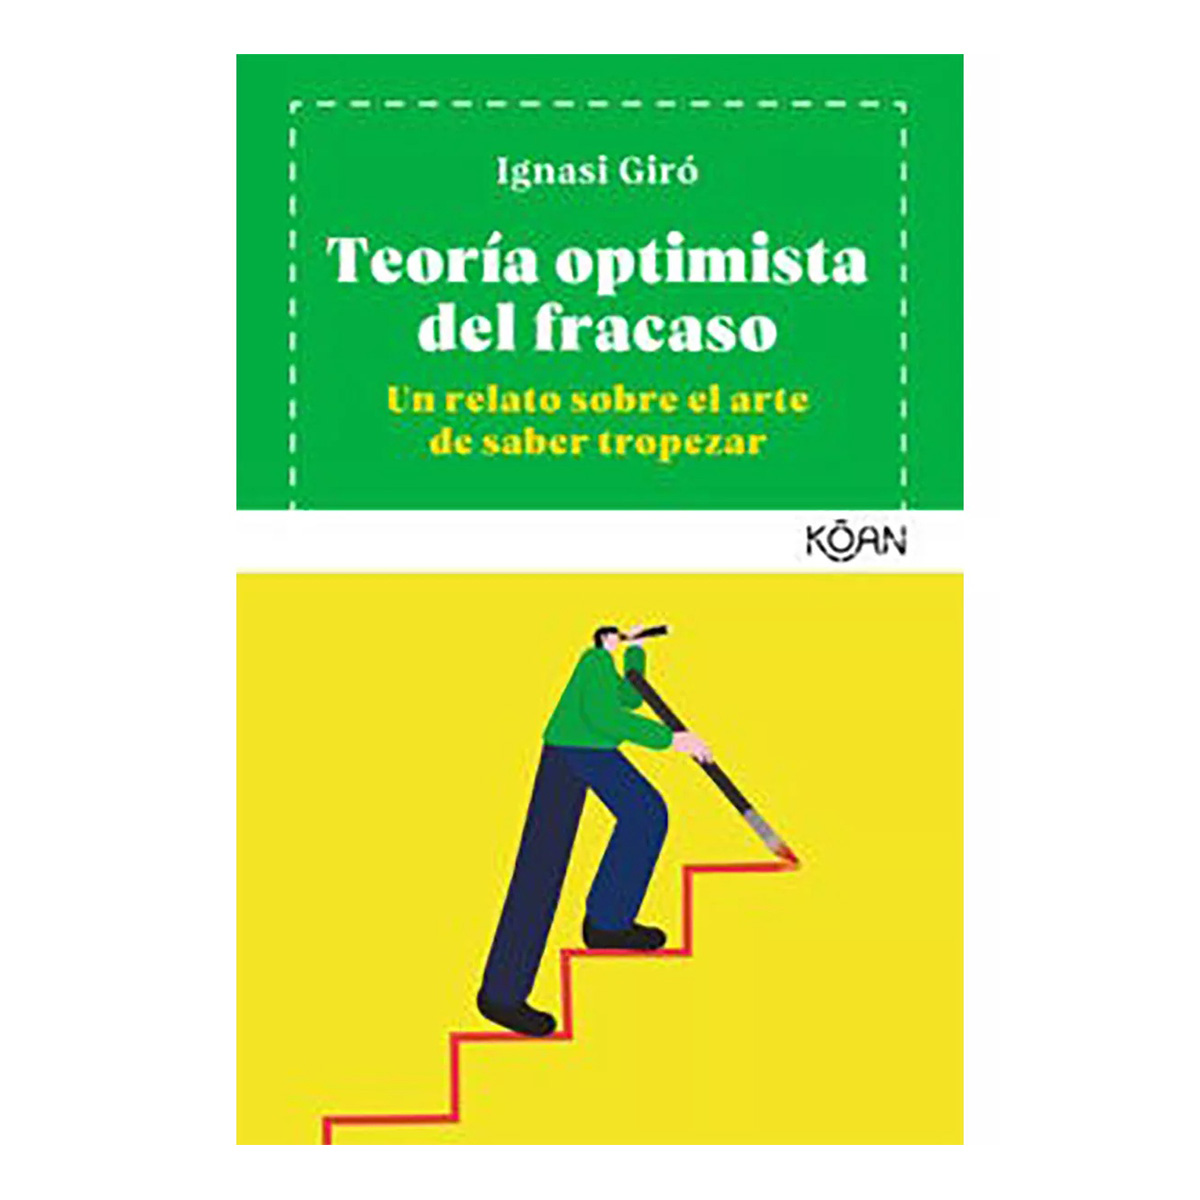 Ignasi Giró
Teoría optimista
del fracaso
Un relato sobre el arte
de saber tropezar
KŌAN